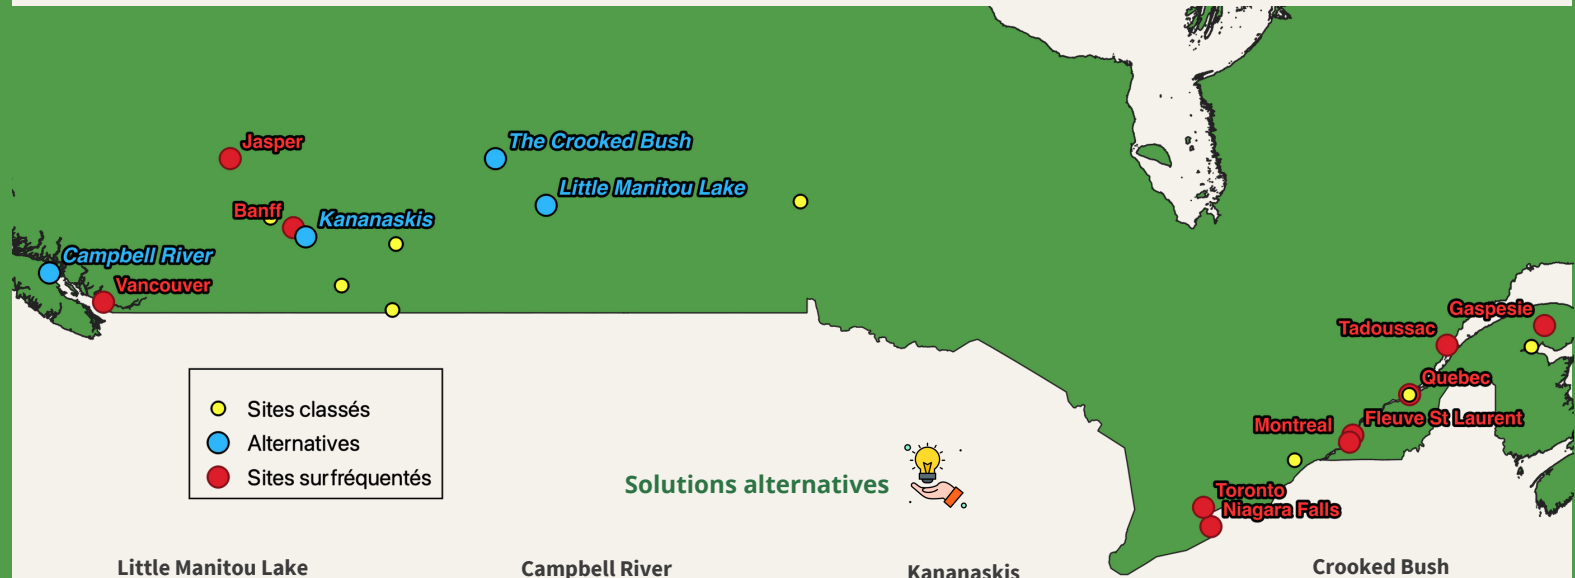 Jasper
The Crooked Bush
Little Manitou Lake
Banff
Kananaskis
Campbell River
Vancouver
Gaspesie
Tadoussac
Quebec
Fleuve St Laurent
Montreal
Sites classés
Alternatives
Sites surfréquentés
Solutions alternatives
Toronto
Niagara Falls
Little Manitou Lake
Campbell River
Kananaskis
Crooked Bush